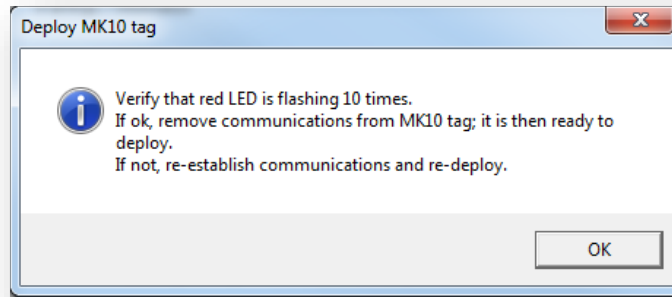 Deploy MK10 tag
Verify that red LED is flashing 10 times.
If ok, remove communications from MK10 tag; it is then ready to
deploy.
If not, re-establish communications and re-deploy.
OK